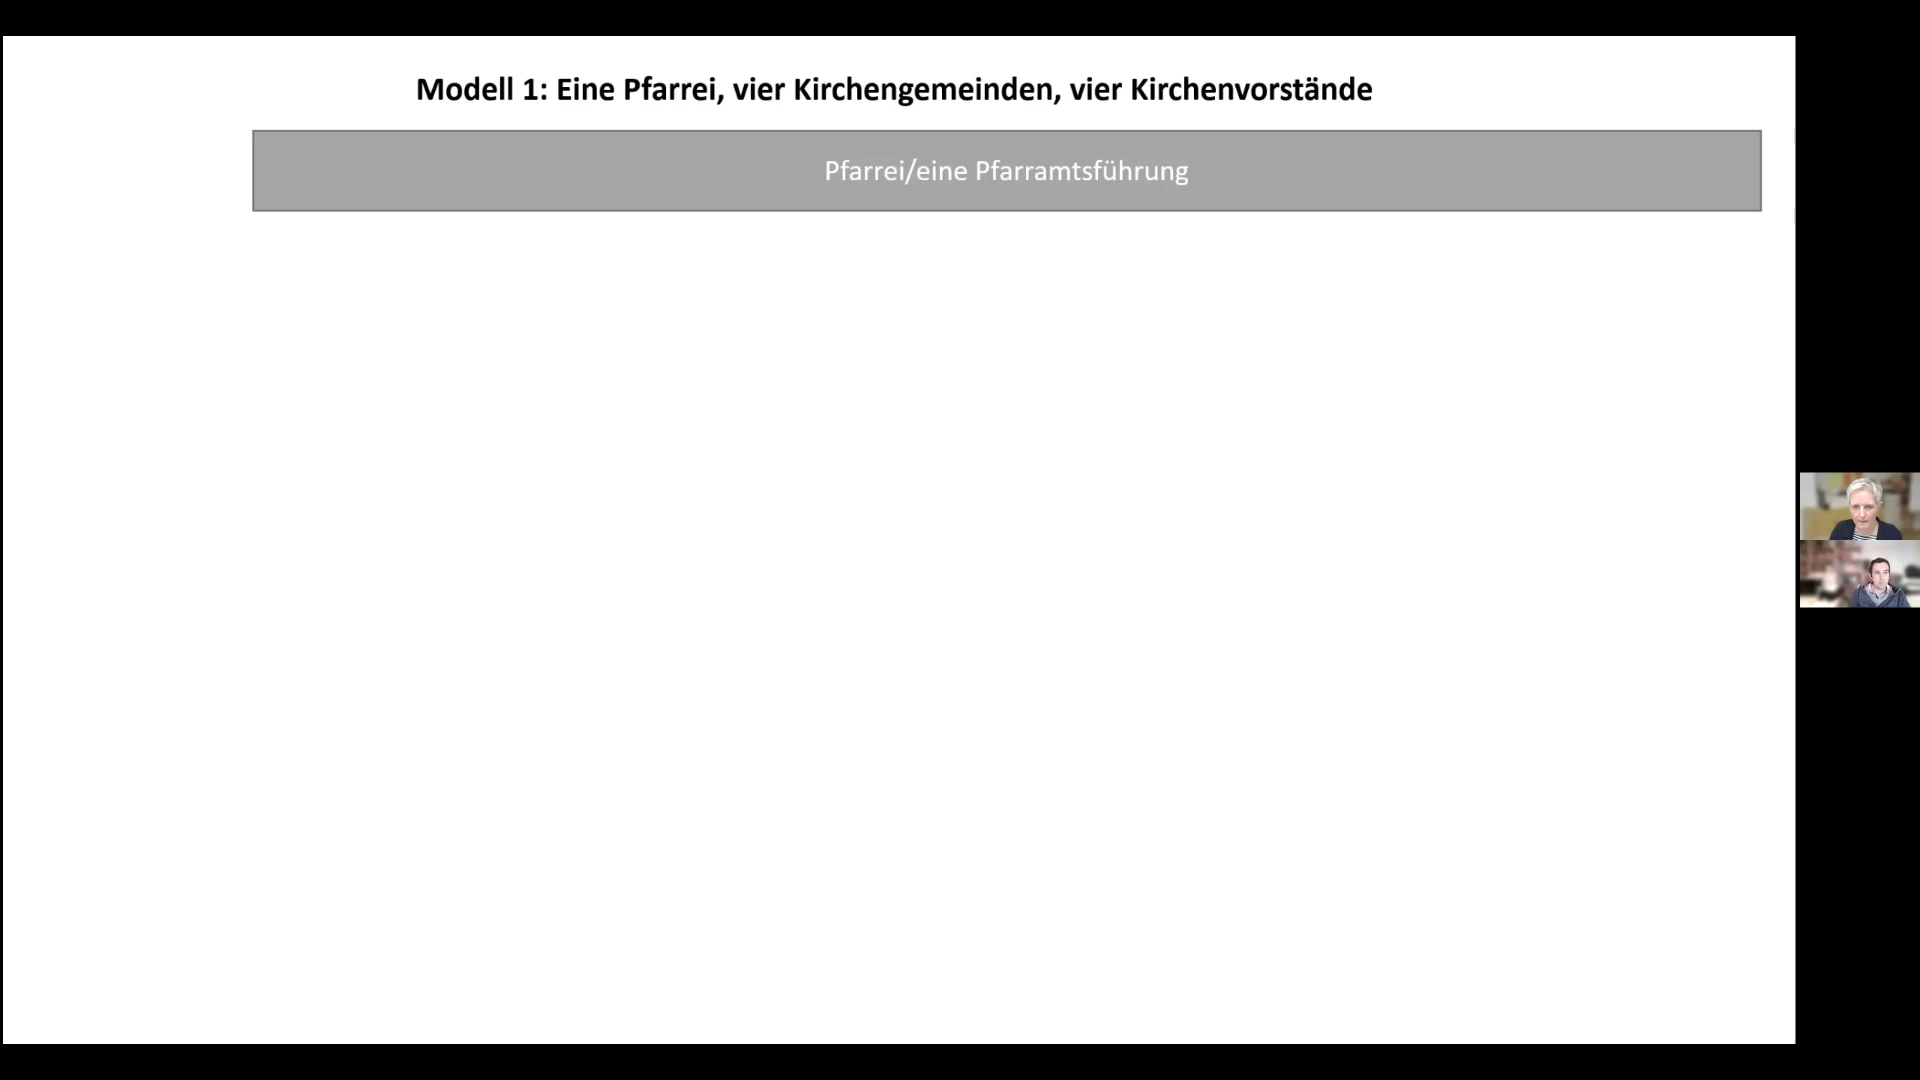 Modell 1: Eine Pfarrei, vier Kirchengemeinden, vier Kirchenvorstände
Pfarrei/eine Pfarramtsführung